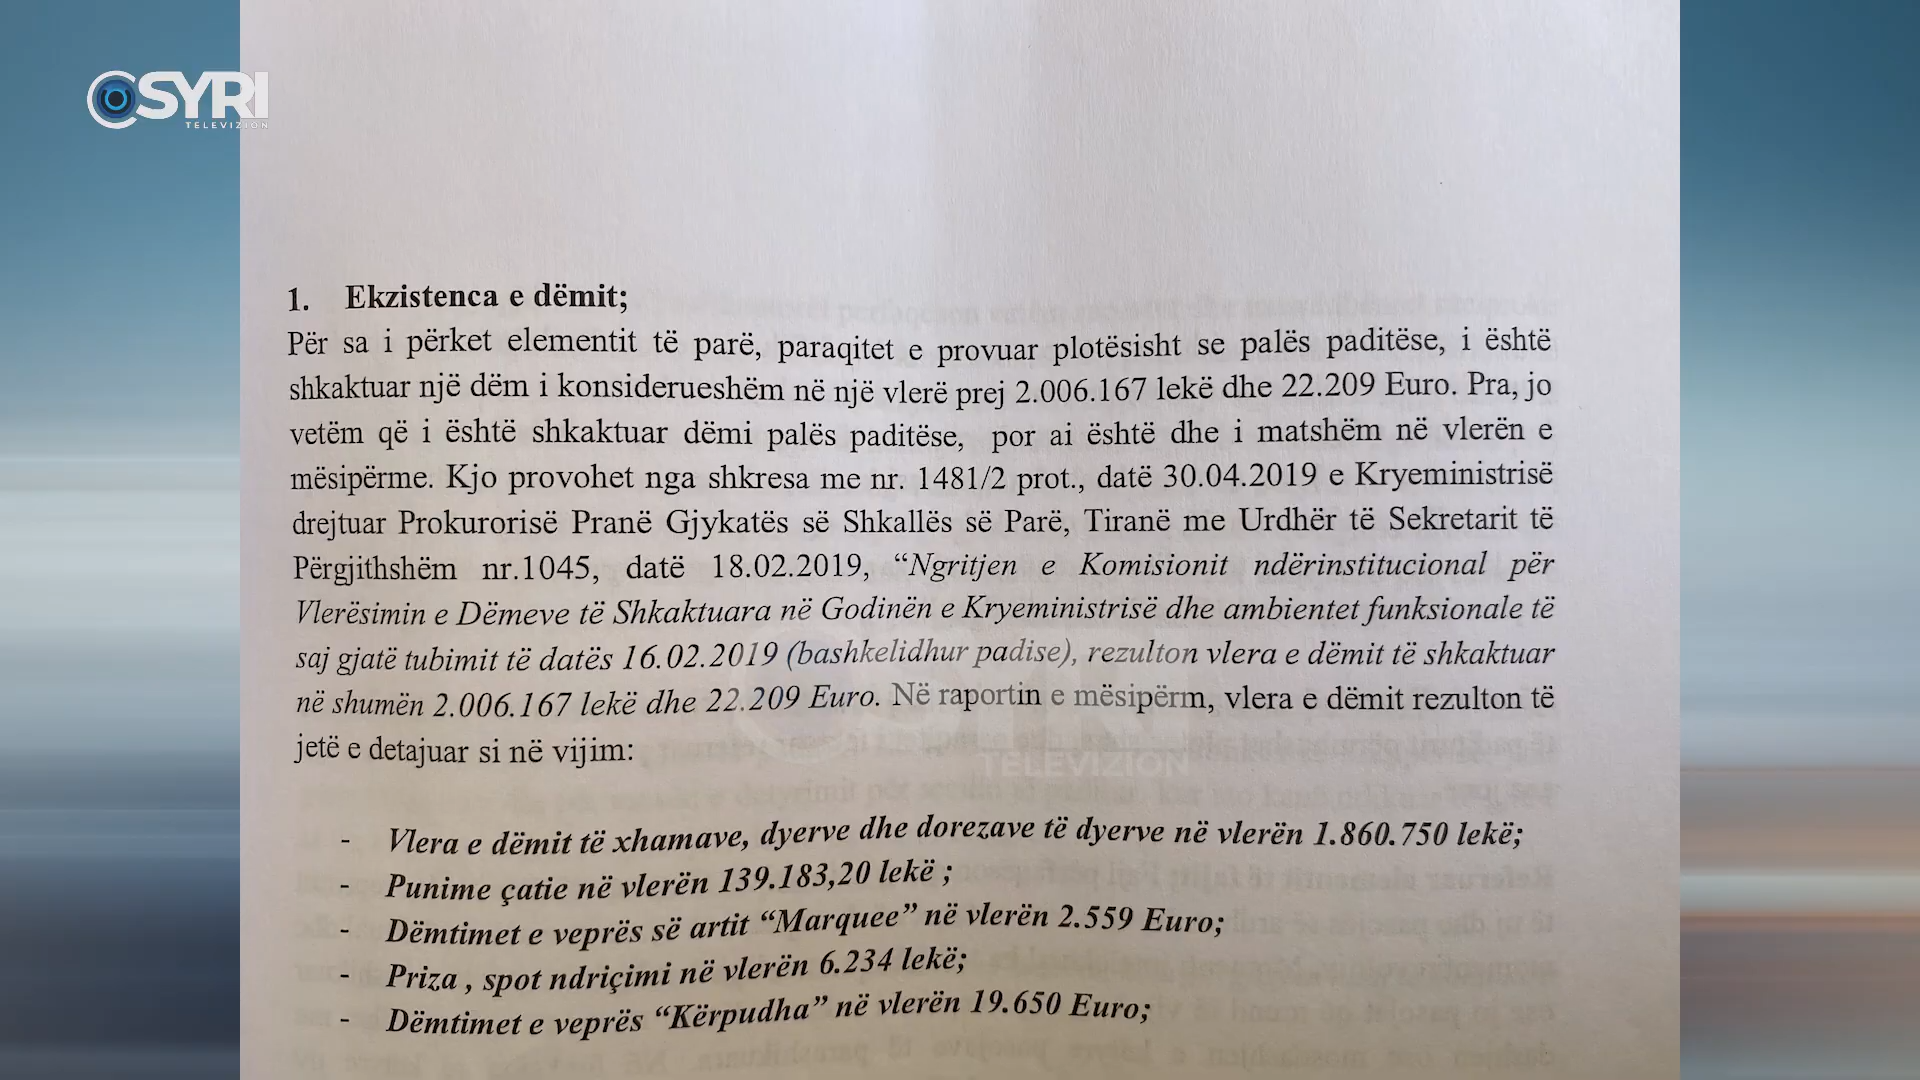 SYRI
TELEVIZION
1. Ekzistenca e dëmit;
Për sa i përket elementit të parë, paraqitet e provuar plotësisht se palës paditëse, i është
shkaktuar një dëm i konsiderueshëm në një vlerë prej 2.006.167 lekë dhe 22.209 Euro. Pra, jo
vetëm që i është shkaktuar dëmi palës paditëse, por ai është dhe i matshëm në vlerën e
mësipërme. Kjo provohet nga shkresa me nr. 1481/2 prot., datë 30.04.2019 e Kryeministrisë
drejtuar Prokurorisë Pranë Gjykatës së Shkallës së Parë, Tiranë me Urdhër të Sekretarit të
Përgjithshëm nr.1045, datë 18.02.2019, “Ngritjen e Komisionit ndërinstitucional për
Vlerësimin e Dëmeve të Shkaktuara në Godinën e Kryeministrisë dhe ambientet funksionale të
saj gjatë tubimit të datës 16.02.2019 (bashkelidhur padise), rezulton vlera e dëmit të shkaktuar
në shumën 2.006.167 lekë dhe 22.209 Euro. Në raportin e mësipërm, vlera e dëmit rezulton të
jetë e detajuar si në vijim:
TELEVIZION
- Vlera e dëmit të xhamave, dyerve dhe dorezave të dyerve në vlerën 1.860.750 lekë;
- Punime çatie në vlerën 139.183,20 lekë ;
- Dëmtimet e veprës së artit “Marquee” në vlerën 2.559 Euro;
- Priza , spot ndriçimi në vlerën 6.234 lekë;
- Dëmtimet e veprës “Kërpudha” në vlerën 19.650 Euro;